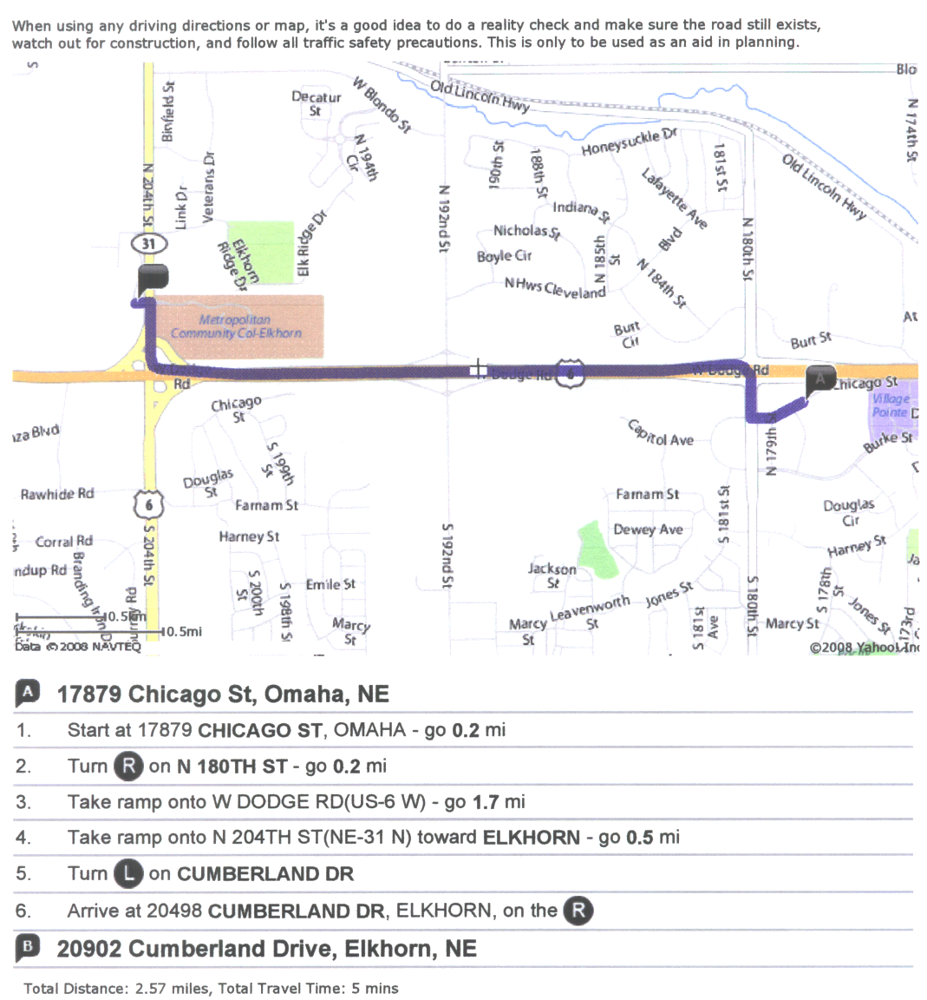 When using any driving directions or map, it's a good idea to do a reality check and make sure the road still exists,
watch out for construction, and follow all traffic safety precautions. This is only to be used as an aid in planning.
Blo
Old Lincoln Hwy
W Blondo St
Decatur
St
Binfield St
N 174th St
N 194th
Cir
Honeysuckle Dr
190th St
188th St
181st St
Old Lincoln Hwy
N 204th St
Veterans Dr
Link Dr
Lafayette Ave
N 192nd St
Indiana St
Elk Ridge Dr
Nicholas St
N 180th St
31
Elkhorn
Ridge Dr
Boyle Cir
N 185th
St
Blvd
N 184th St
N Hws Cleveland
Metropolitan
Community Col-Elkhorn
Burt
Cir
Burt St
At
Dodge
Rd
W Dodge Rd
6
W Dodge Rd
A
Chicago St
Chicago
St
Village
Pointe
D
Capitol Ave
N 179th
Burke St
za Blvd
S 199th
St
Douglas
St
Rawhide Rd
6
Farnam St
Farnam St
S 181st St
Douglas
Cir
Dewey Ave
Corral Rd
S 204th St
Harney St
S 192nd St
Harney St
Ja
ndup Rd
Branding Iron D
Jackson
St
S 200th
St
S 198th St
Emile St
Leavenworth
St
Jones St
S 180th St
S 178th
St
Jones St
Rd
0.5km
0.5mi
Marcy
St
Marcy
St
S 181st
Ave
Marcy St
173rd
Data ©2008 NAVTEQ
©2008 Yahoo! Inc
A 17879 Chicago St, Omaha, NE
1. Start at 17879 CHICAGO ST, OMAHA - go 0.2 mi
2. Turn R on N 180TH ST - go 0.2 mi
3. Take ramp onto W DODGE RD(US-6 W) - go 1.7 mi
4. Take ramp onto N 204TH ST(NE-31 N) toward ELKHORN - go 0.5 mi
5. Turn L on CUMBERLAND DR
6. Arrive at 20498 CUMBERLAND DR, ELKHORN, on the R
B 20902 Cumberland Drive, Elkhorn, NE
Total Distance: 2.57 miles, Total Travel Time: 5 mins